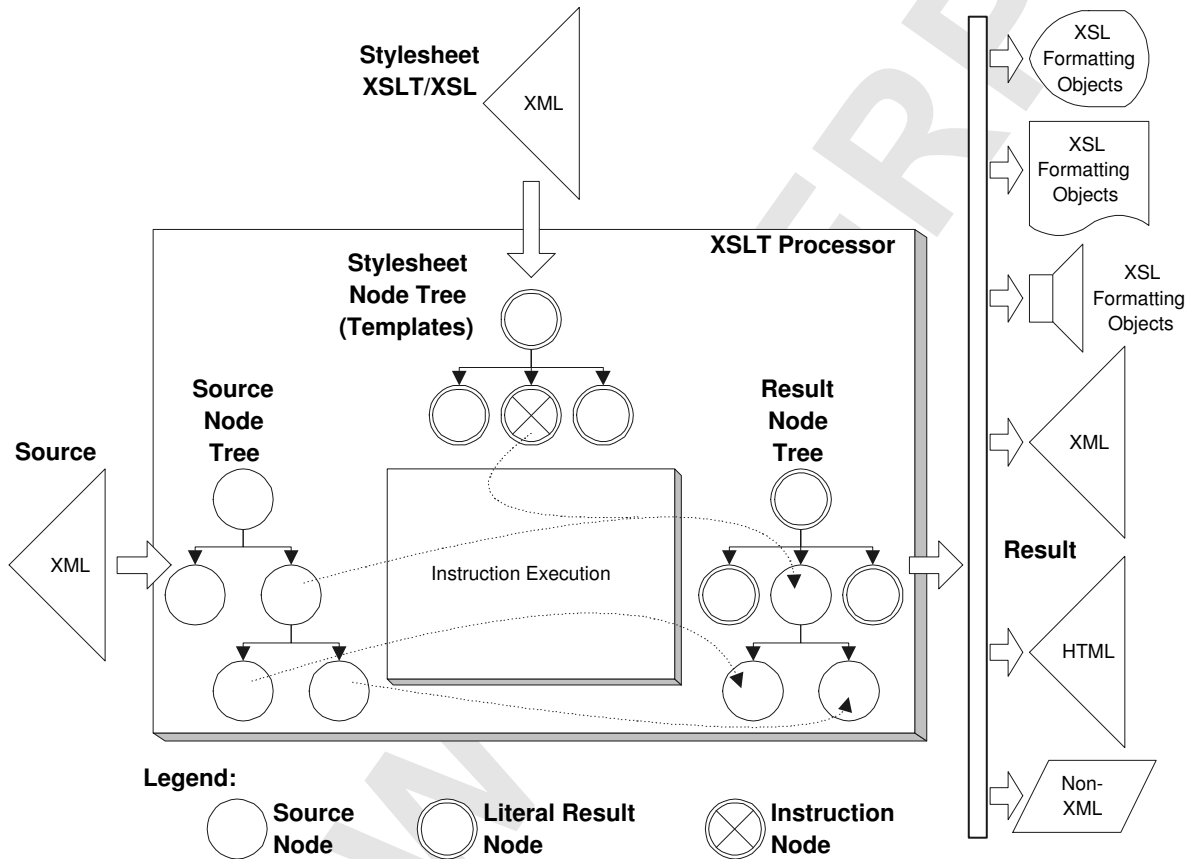 Stylesheet
XSLT/XSL
XML
XSL
Formatting
Objects
XSL
Formatting
Objects
XSLT Processor
Stylesheet
Node Tree
(Templates)
XSL
Formatting
Objects
Source
Node
Tree
Result
Node
Tree
Source
XML
XML
Instruction Execution
Result
XML
HTML
Legend:
Source
Node
Literal Result
Node
Instruction
Node
Non-
XML